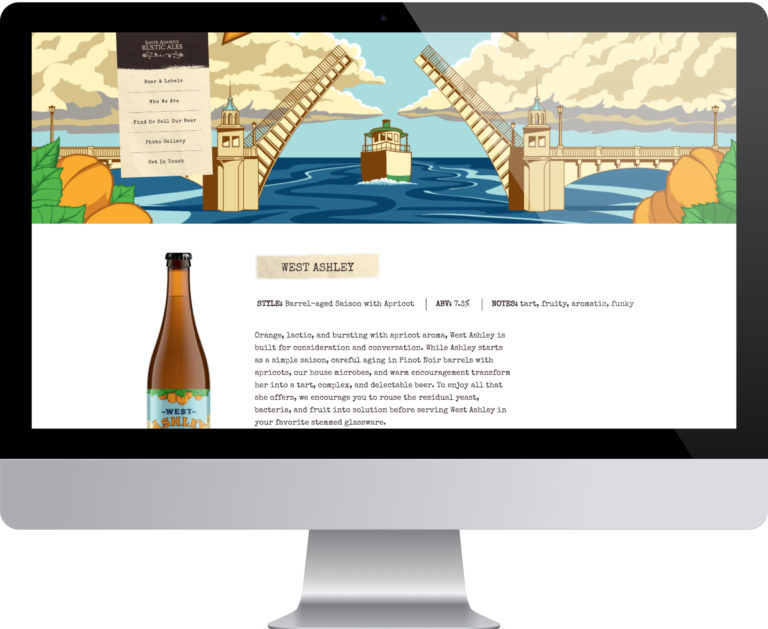 SANTE ADAIRIUS
RUSTIC ALES
Beer & Labels
Who We Are
Find Or Sell Our Beer
Photo Gallery
Get In Touch
WEST ASHLEY
STYLE: Barrel-aged Saison with Apricot | ABV: 7.3% | NOTES: tart, fruity, aromatic, funky
Orange, lactic, and bursting with apricot aroma, West Ashley is
built for consideration and conversation. While Ashley starts
as a simple saison, careful aging in Pinot Noir barrels with
apricots, our house microbes, and warm encouragement transform
her into a tart, complex, and delectable beer. To enjoy all that
she offers, we encourage you to rouse the residual yeast,
bacteria, and fruit into solution before serving West Ashley in
your favorite stemmed glassware.
WEST
ASHLEY